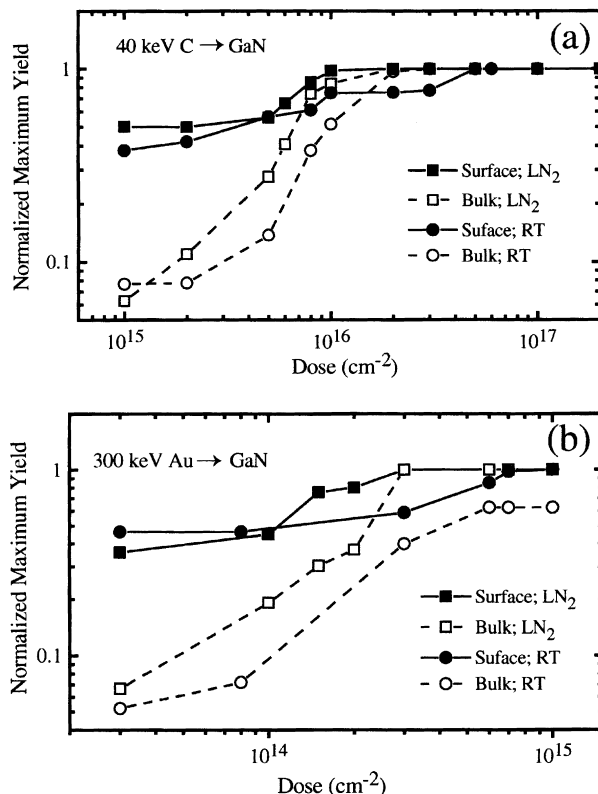 (a)
40 keV C → GaN
Normalized Maximum Yield
1
0.1
Surface; LN2
Bulk; LN2
Suface; RT
Bulk; RT
10^15
10^16
10^17
Dose (cm^-2)
(b)
300 keV Au → GaN
Normalized Maximum Yield
1
0.1
Surface; LN2
Bulk; LN2
Suface; RT
Bulk; RT
10^14
10^15
Dose (cm^-2)